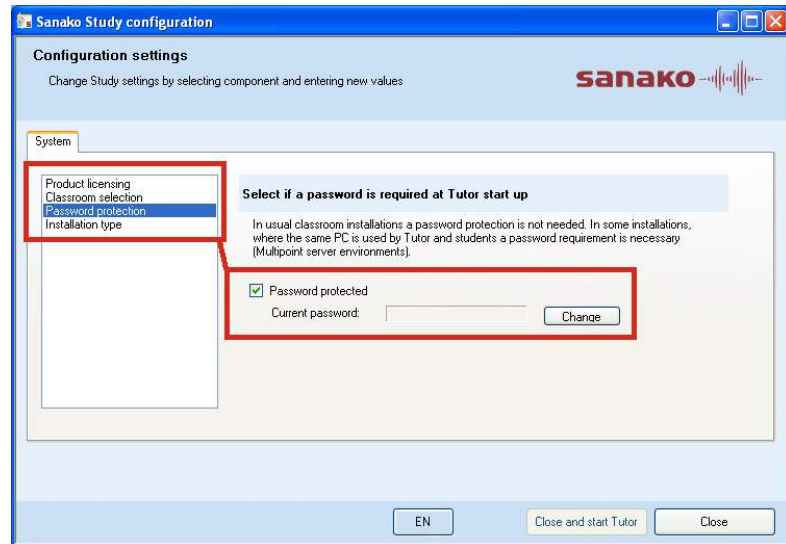 Sanako Study configuration
Configuration settings
Change Study settings by selecting component and entering new values
sanako
System
Product licensing
Classroom selection
Password protection
Installation type
Select if a password is required at Tutor start up
In usual classroom installations a password protection is not needed. In some installations,
where the same PC is used by Tutor and students a password requirement is necessary
(Multipoint server environments).
Password protected
Current password:
Change
EN
Close and start Tutor
Close